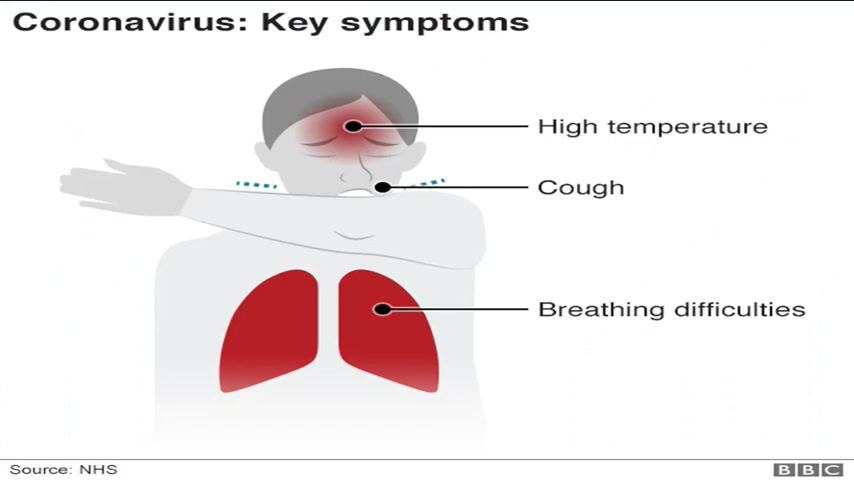 Coronavirus: Key symptoms
High temperature
Cough
Breathing difficulties
Source: NHS
BBC